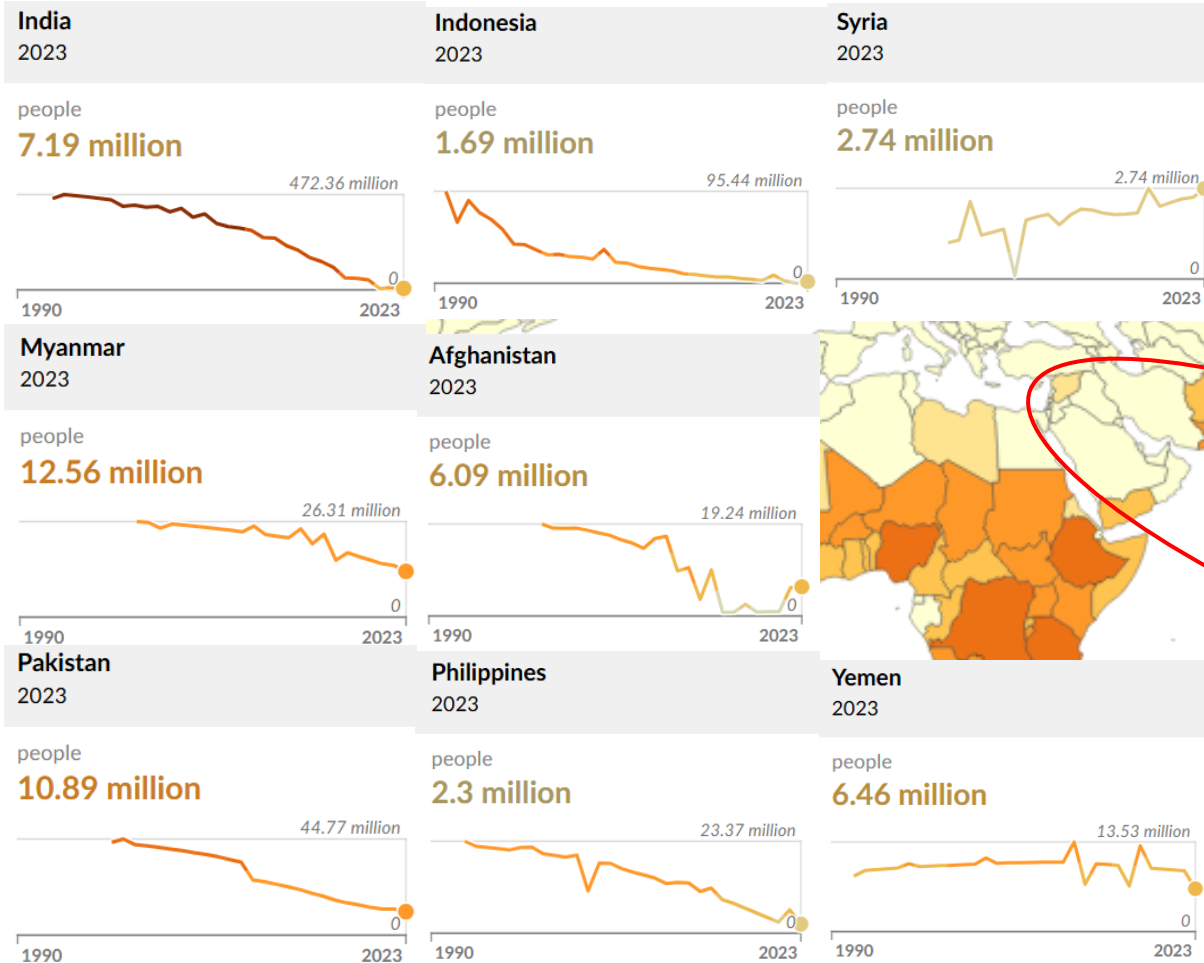 India
2023
people
7.19 million
472.36 million
0
1990
2023
Indonesia
2023
people
1.69 million
95.44 million
0
1990
2023
Syria
2023
people
2.74 million
2.74 million
0
1990
2023
Myanmar
2023
people
12.56 million
26.31 million
0
1990
2023
Afghanistan
2023
people
6.09 million
19.24 million
0
1990
2023
Pakistan
2023
people
10.89 million
44.77 million
0
1990
2023
Philippines
2023
people
2.3 million
23.37 million
0
1990
2023
Yemen
2023
people
6.46 million
13.53 million
0
1990
2023